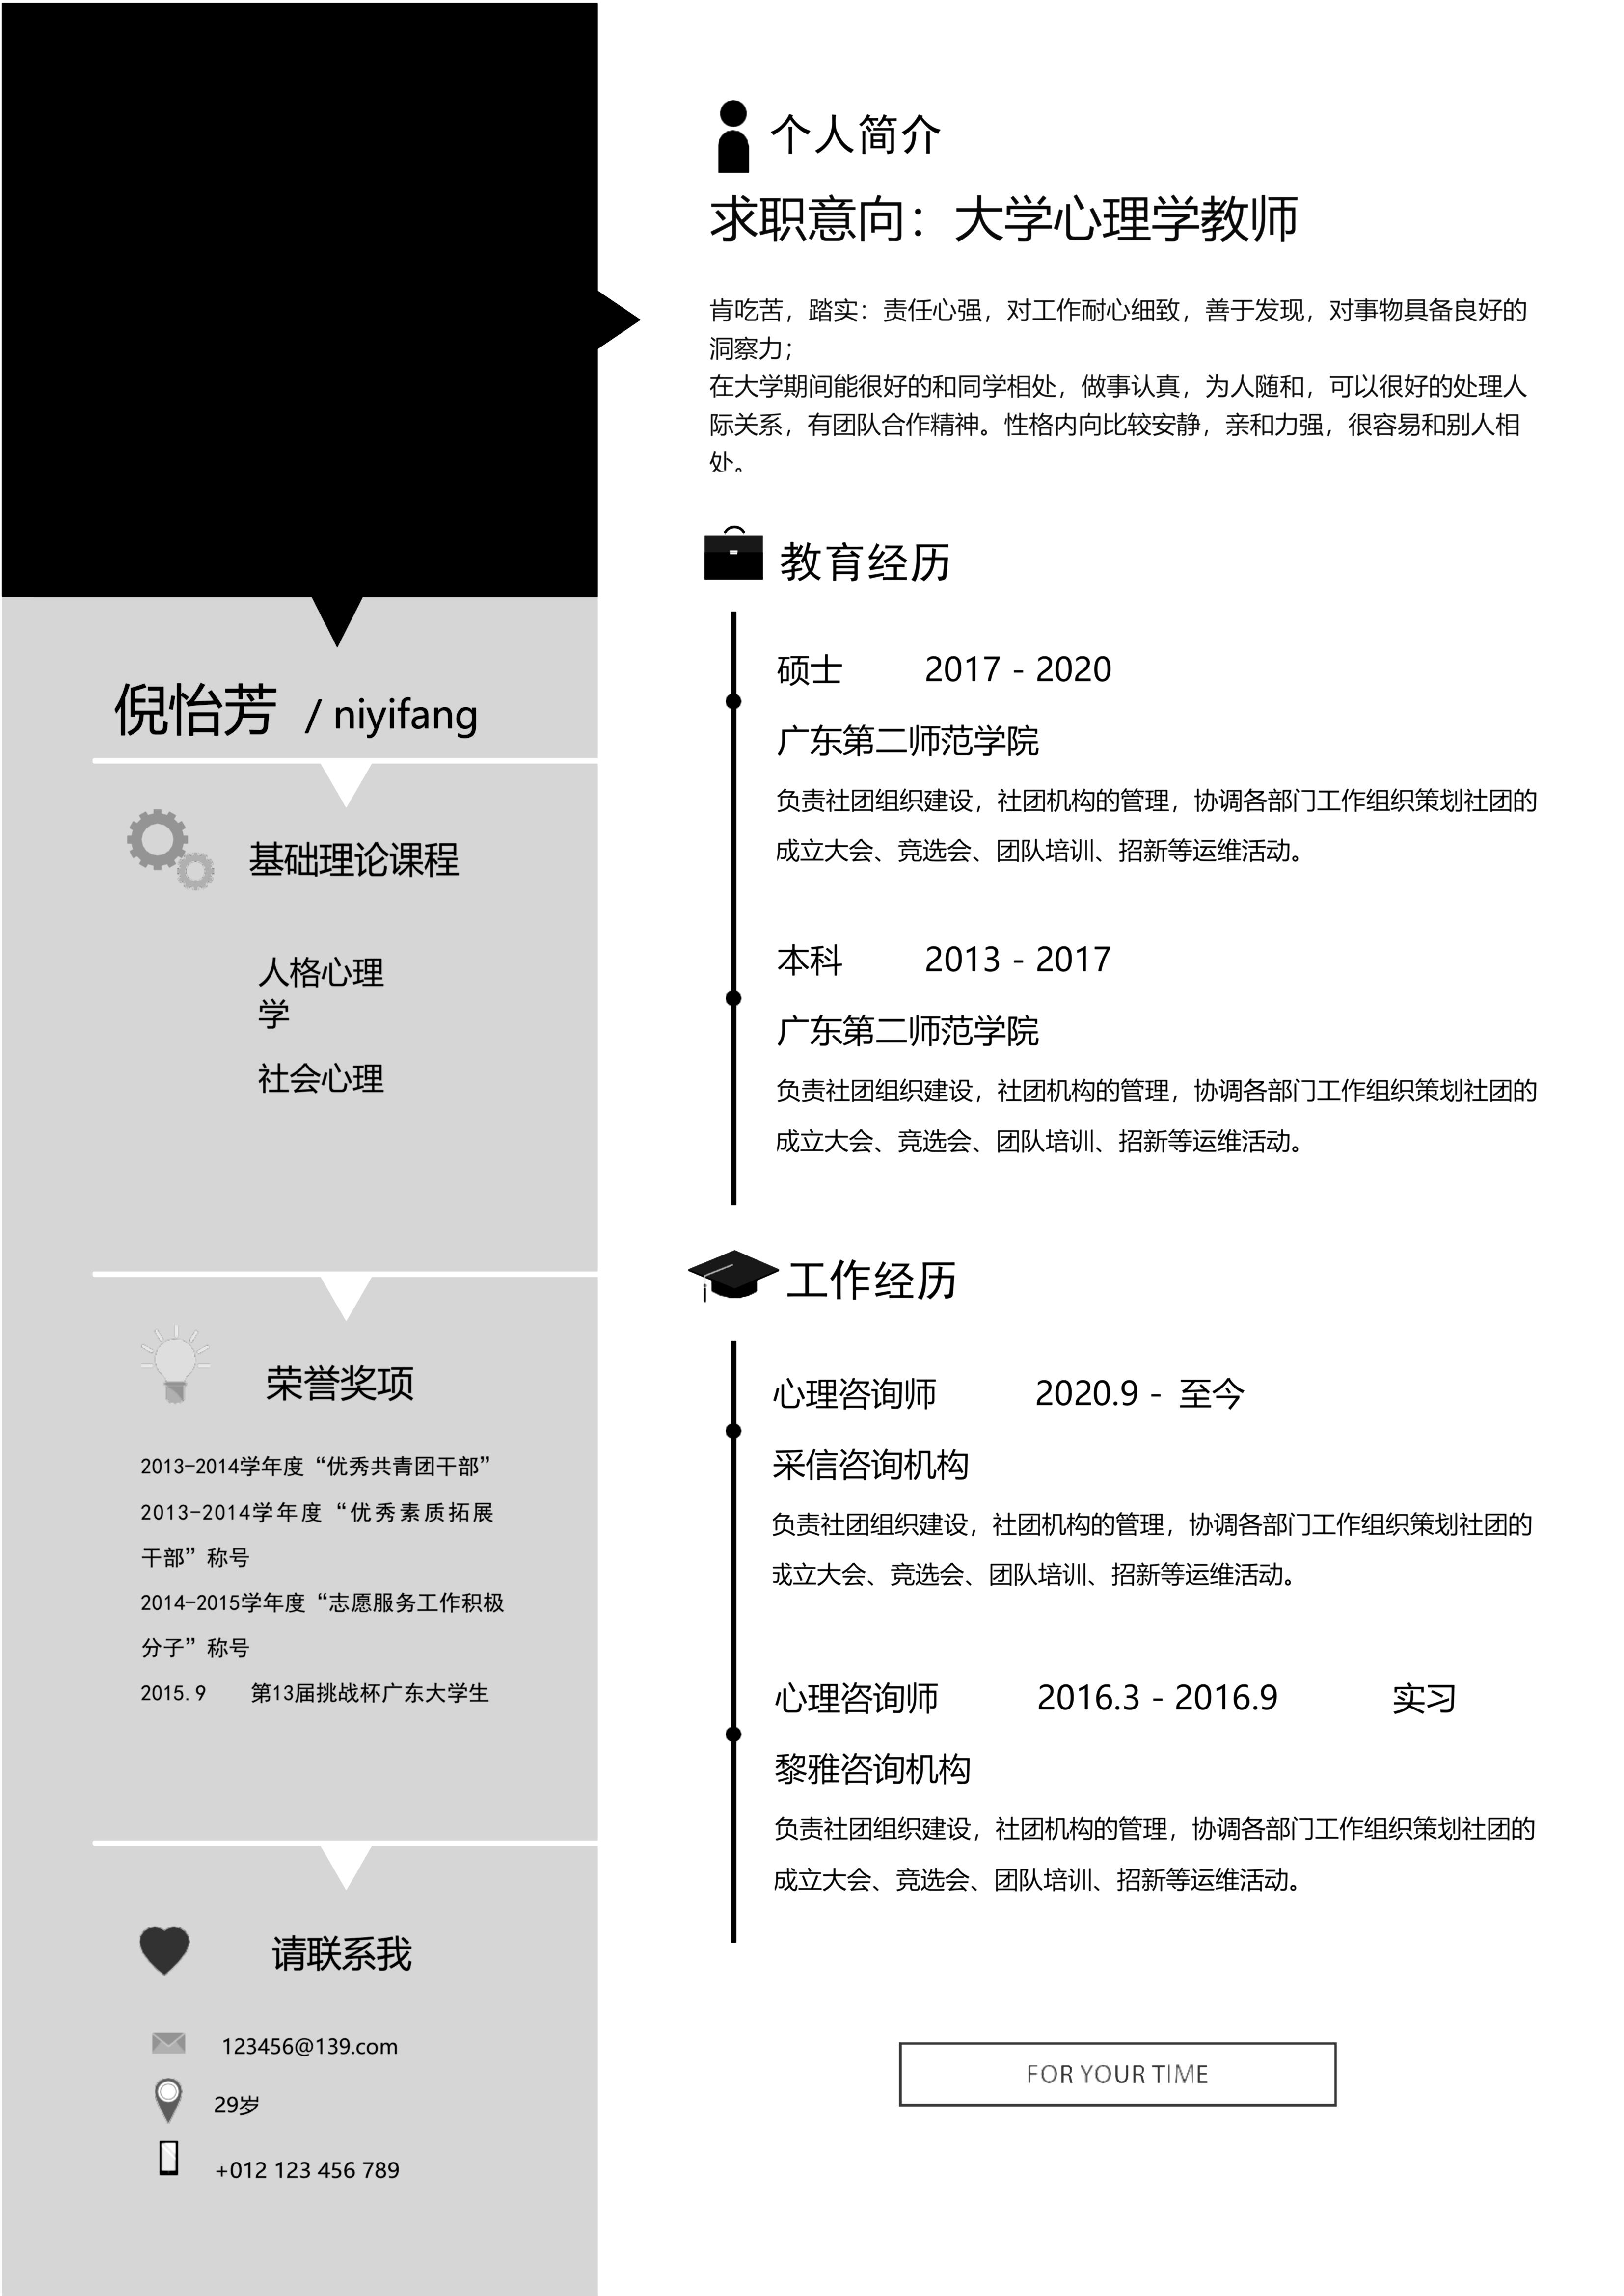 倪怡芳 / niyifang
基础理论课程
人格心理
学
社会心理
荣誉奖项
2013-2014学年度“优秀共青团干部”
2013-2014学年度“优秀素质拓展
干部”称号
2014-2015学年度“志愿服务工作积极
分子”称号
2015.9 第13届挑战杯广东大学生
请联系我
123456@139.com
29岁
+012 123 456 789
个人简介
求职意向：大学心理学教师
肯吃苦，踏实：责任心强，对工作耐心细致，善于发现，对事物具备良好的
洞察力；
在大学期间能很好的和同学相处，做事认真，为人随和，可以很好的处理人
际关系，有团队合作精神。性格内向比较安静，亲和力强，很容易和别人相
处。
教育经历
硕士 2017 - 2020
广东第二师范学院
负责社团组织建设，社团机构的管理，协调各部门工作组织策划社团的
成立大会、竞选会、团队培训、招新等运维活动。
本科 2013 - 2017
广东第二师范学院
负责社团组织建设，社团机构的管理，协调各部门工作组织策划社团的
成立大会、竞选会、团队培训、招新等运维活动。
工作经历
心理咨询师 2020.9 - 至今
采信咨询机构
负责社团组织建设，社团机构的管理，协调各部门工作组织策划社团的
成立大会、竞选会、团队培训、招新等运维活动。
心理咨询师 2016.3 - 2016.9 实习
黎雅咨询机构
负责社团组织建设，社团机构的管理，协调各部门工作组织策划社团的
成立大会、竞选会、团队培训、招新等运维活动。
FOR YOUR TIME